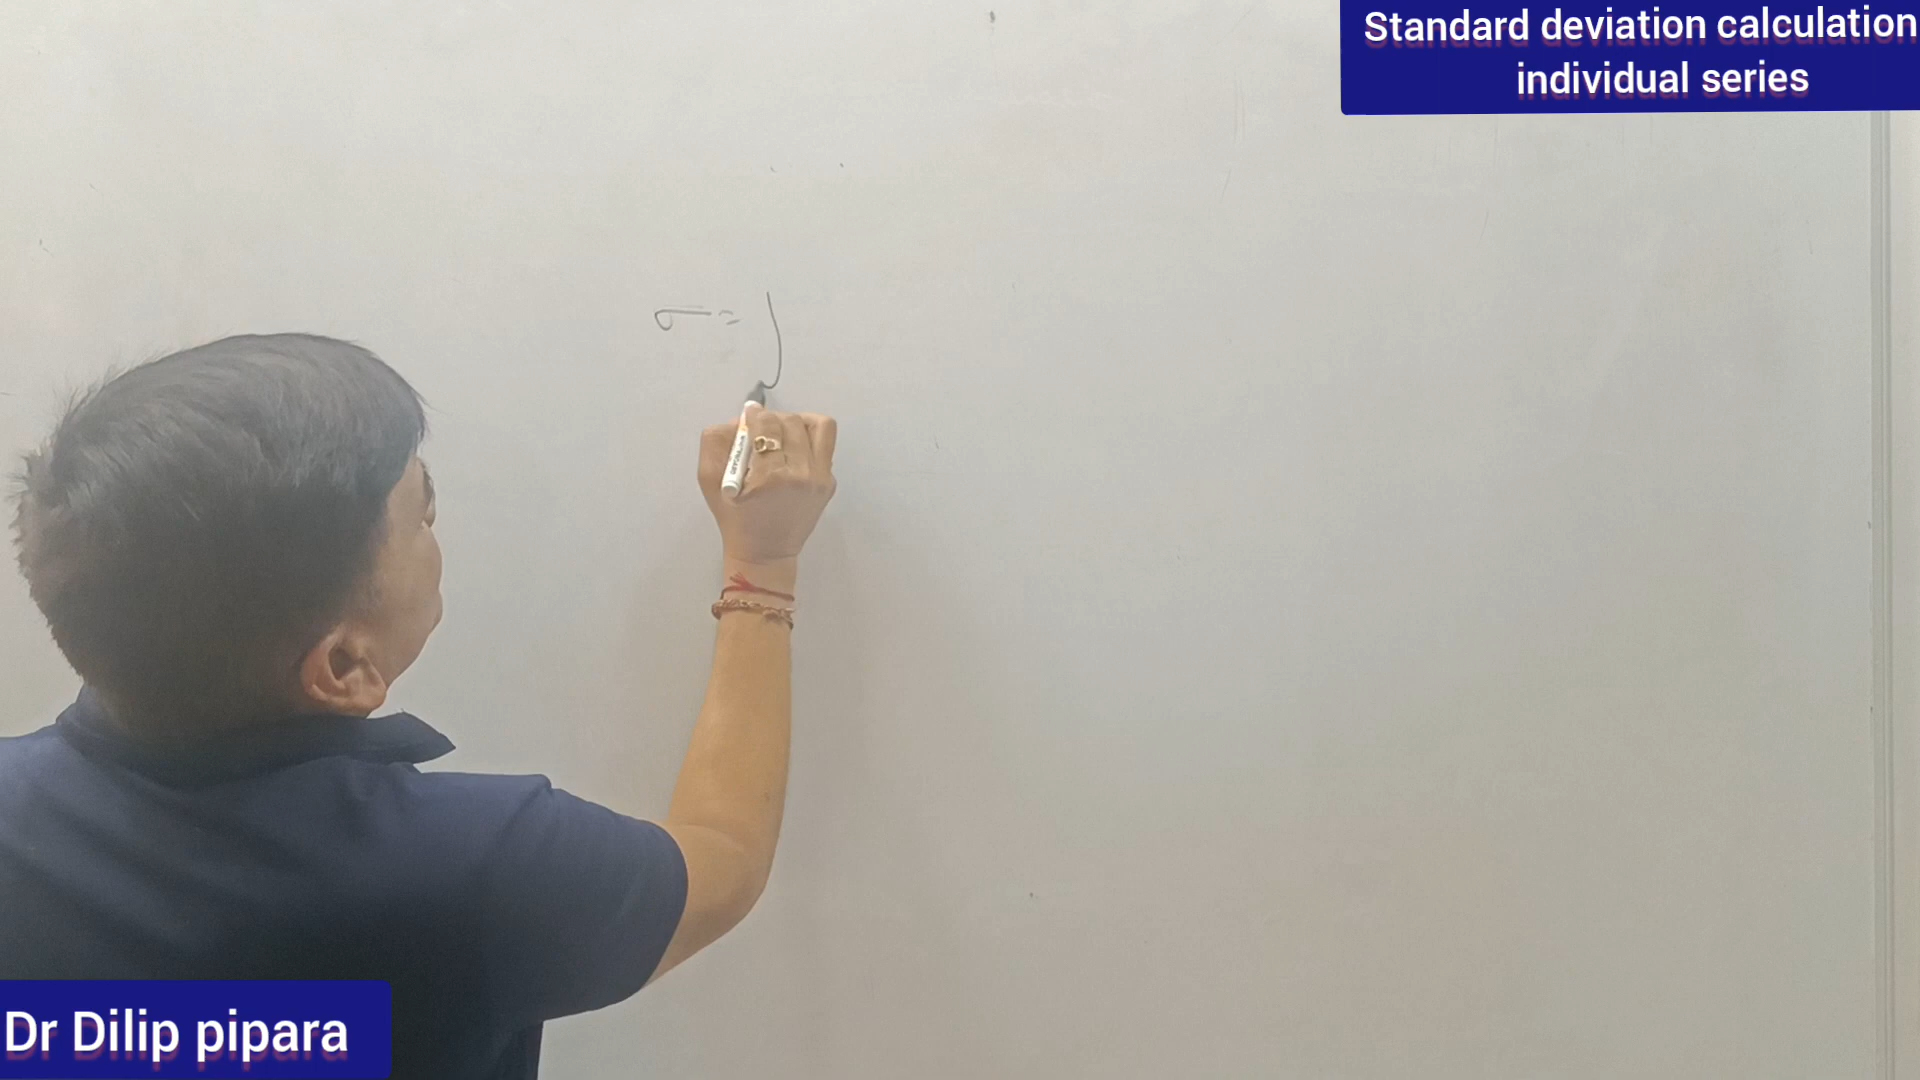 Standard deviation calculation
individual series
σ =
Dr Dilip pipara